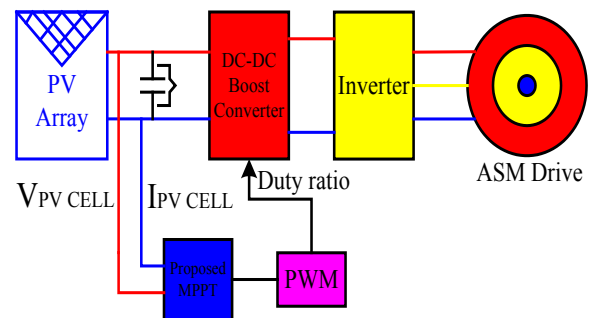 PV
Array
DC-DC
Boost
Converter
Inverter
ASM Drive
VPV CELL
IPV CELL
Duty ratio
Proposed
MPPT
PWM